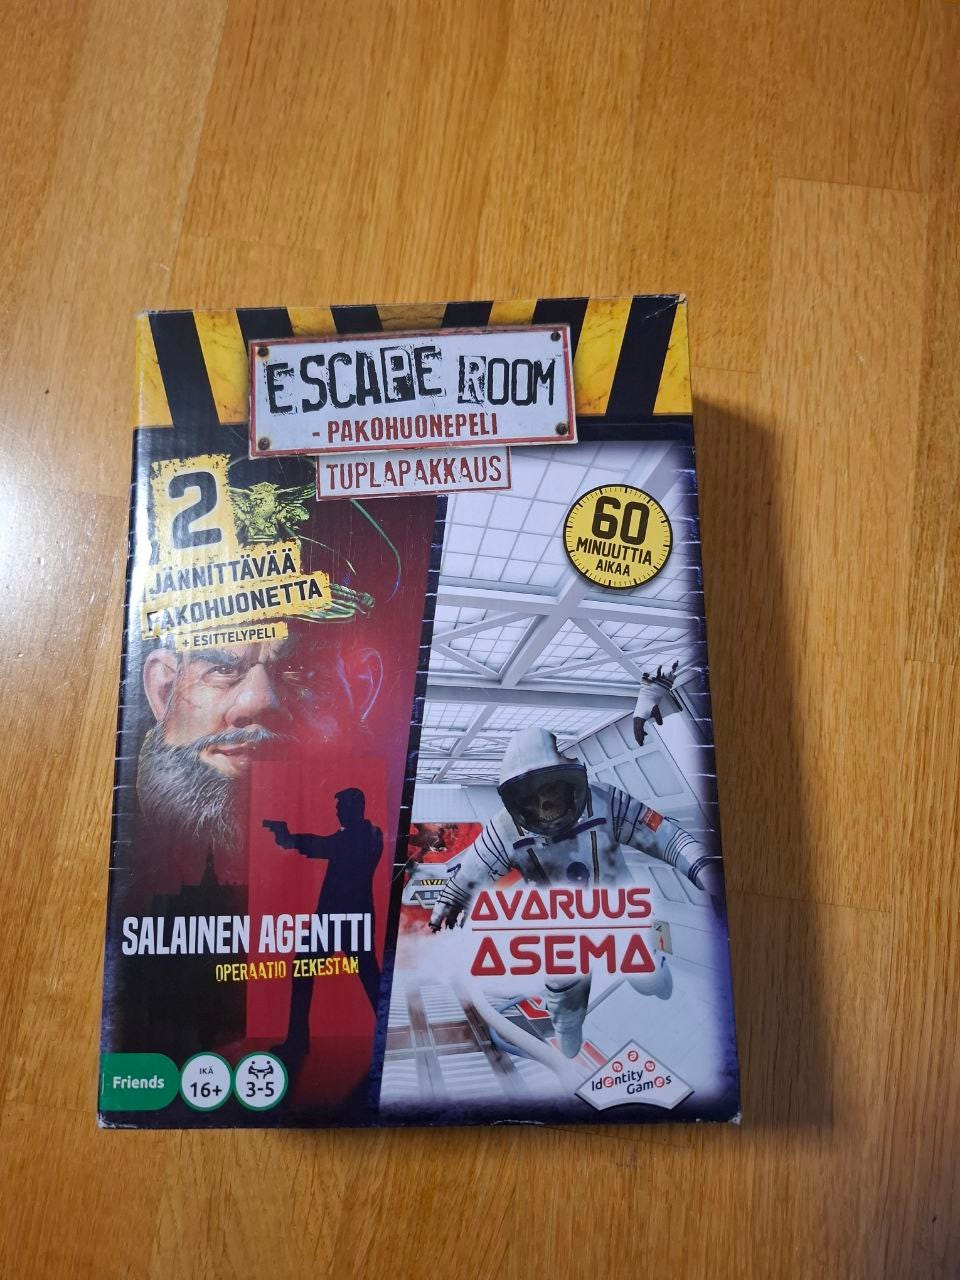 ESCAPE ROOM
- PAKOHUONEPELI
TUPLAPAKKAUS
2
JÄNNITTÄVÄÄ
PAKOHUONETTA
+ ESITTELYPELI
60
MINUUTTIA
AIKAA
SALAINEN AGENTTI
OPERAATIO ZEKESTAN
AVARUUS
ASEMA
Friends
IKÄ
16+
3-5
Identity
Games